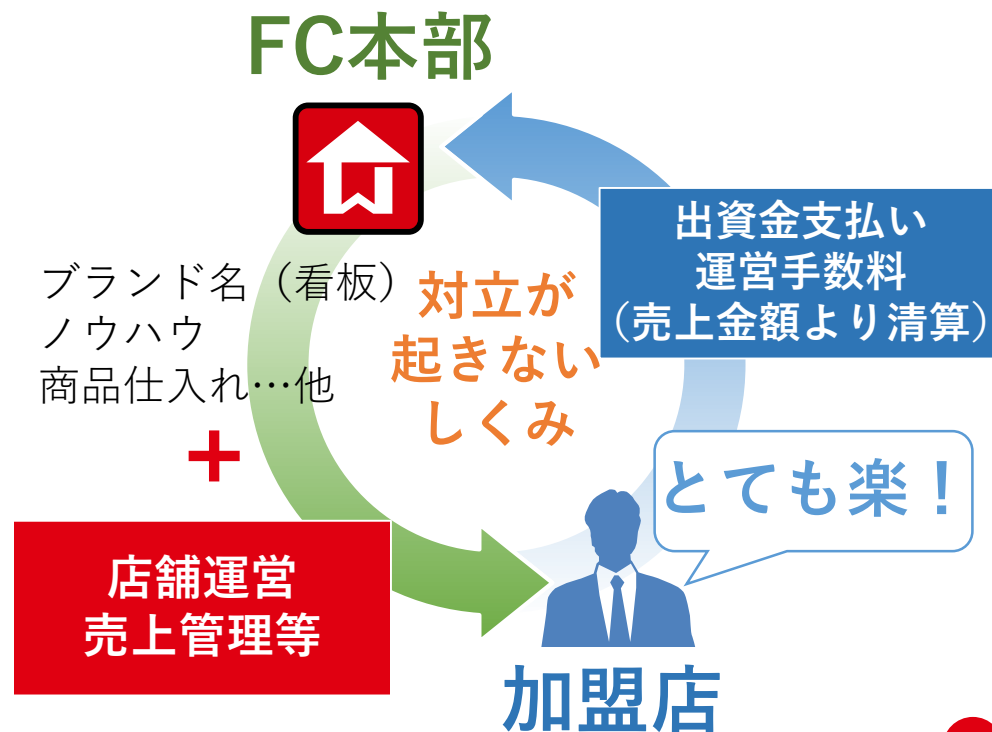 FC本部
ブランド名（看板）
ノウハウ
商品仕入れ…他
+
店舗運営
売上管理等
対立が
起きない
しくみ
出資金支払い
運営手数料
（売上金額より清算）
とても楽！
加盟店